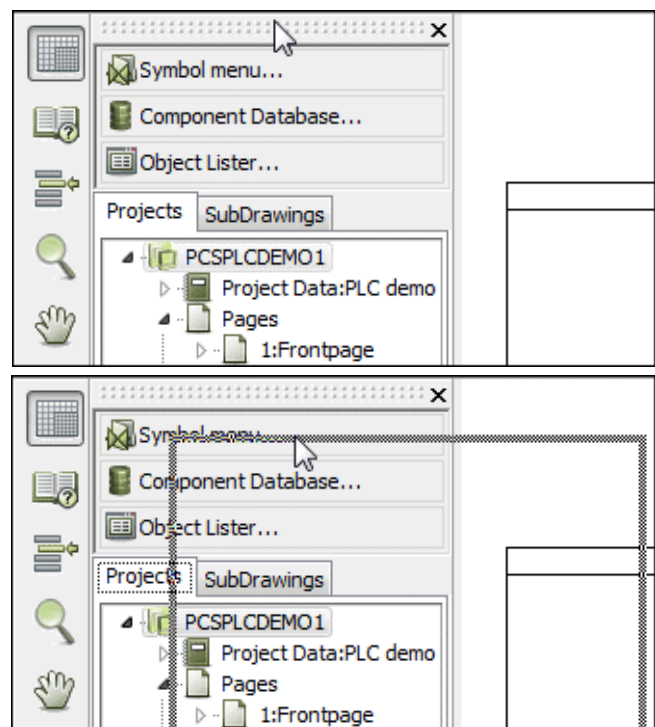 Symbol menu...
Component Database...
Object Lister...
Projects SubDrawings
PCSPLCDEMO1
Project Data:PLC demo
Pages
1:Frontpage
Symbol menu...
Component Database...
Object Lister...
Projects SubDrawings
PCSPLCDEMO1
Project Data:PLC demo
Pages
1:Frontpage